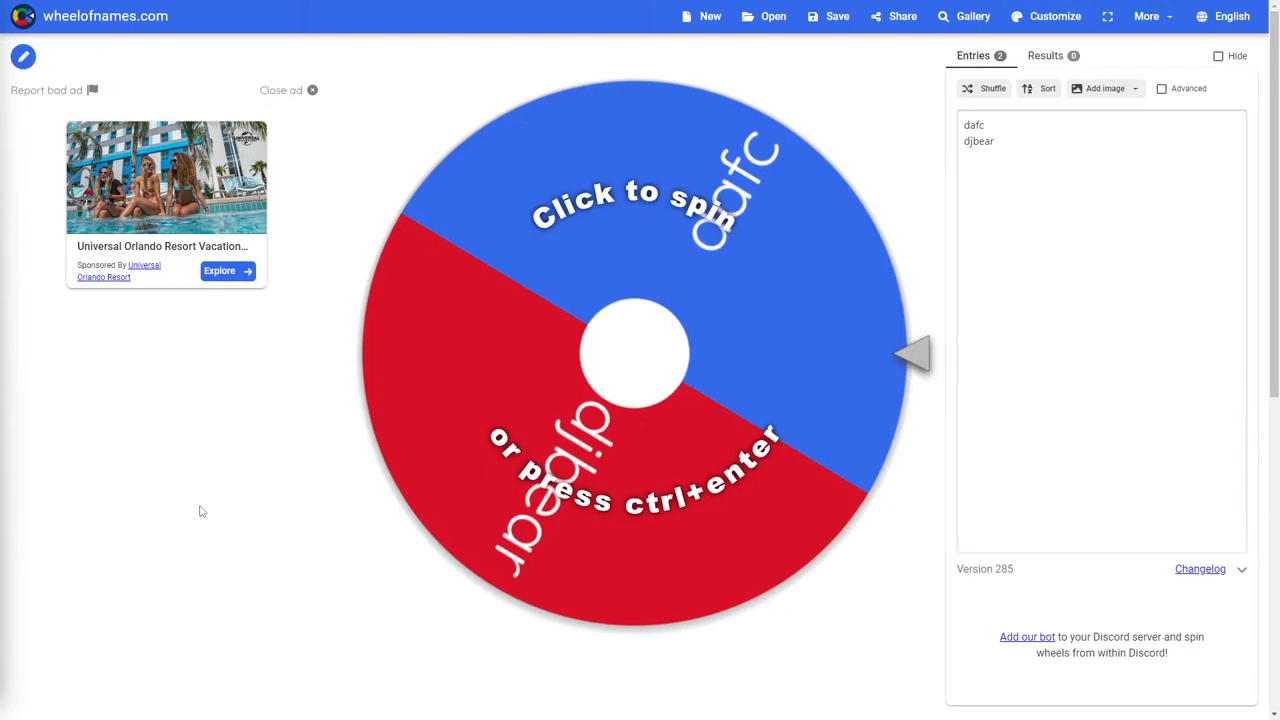 wheelofnames.com
New
Open
Save
Share
Gallery
Customize
More
English
Report bad ad
Close ad
UNIVERSAL
Universal Orlando Resort Vacation...
Sponsored By Universal
Orlando Resort
Explore
Click to spin
dafc
djbear
or press ctrl+enter
Entries 2
Results 0
Hide
Shuffle
Sort
Add image
Advanced
dafc
djbear
Version 285
Changelog
Add our bot to your Discord server and spin
wheels from within Discord!